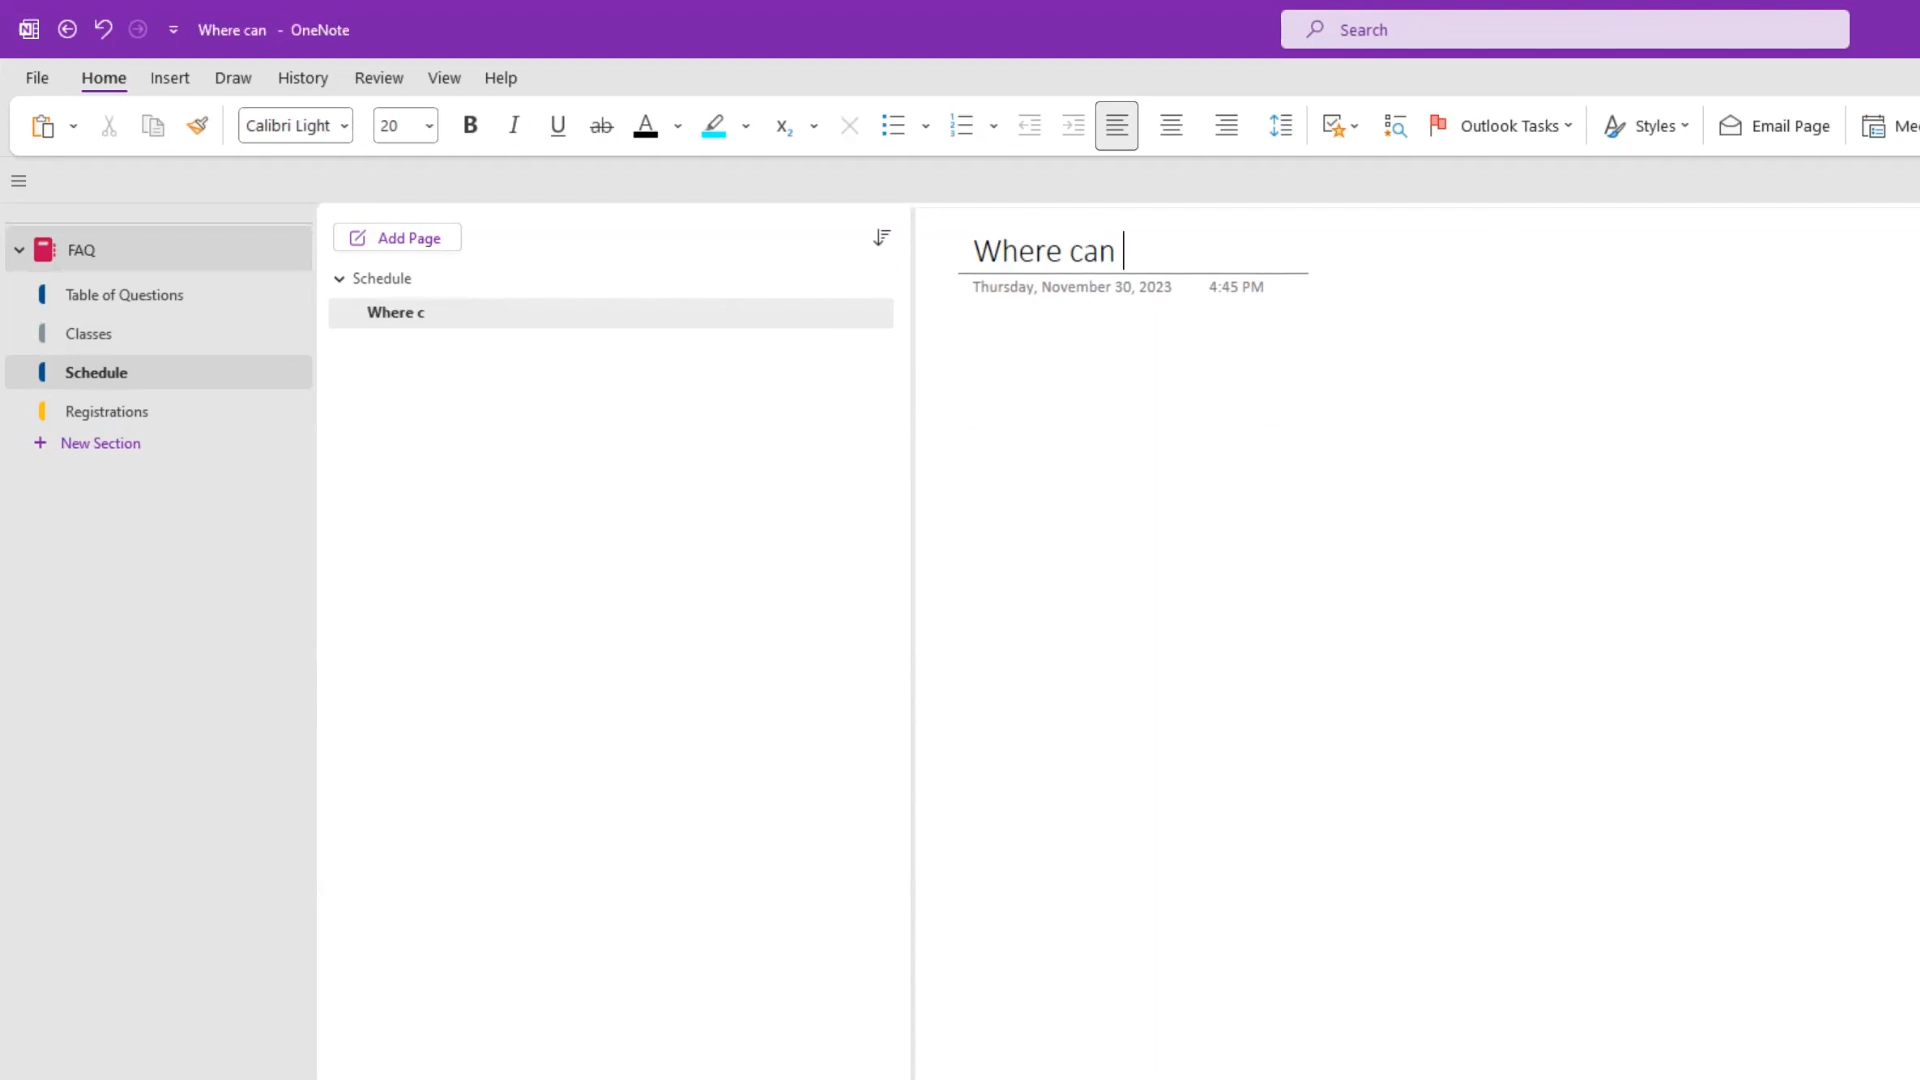 Where can - OneNote
Search
File Home Insert Draw History Review View Help
Calibri Light 20 B I U ab A x₂ Outlook Tasks Styles Email Page
Add Page
FAQ
Table of Questions
Classes
Schedule
Registrations
New Section
Schedule
Where c
Where can
Thursday, November 30, 2023 4:45 PM